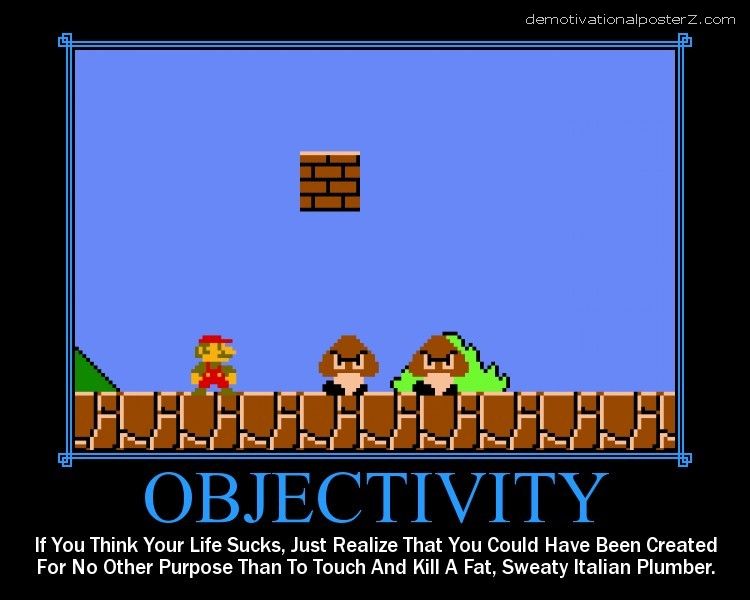 demotivationalposterZ.com
OBJECTIVITY
If You Think Your Life Sucks, Just Realize That You Could Have Been Created
For No Other Purpose Than To Touch And Kill A Fat, Sweaty Italian Plumber.